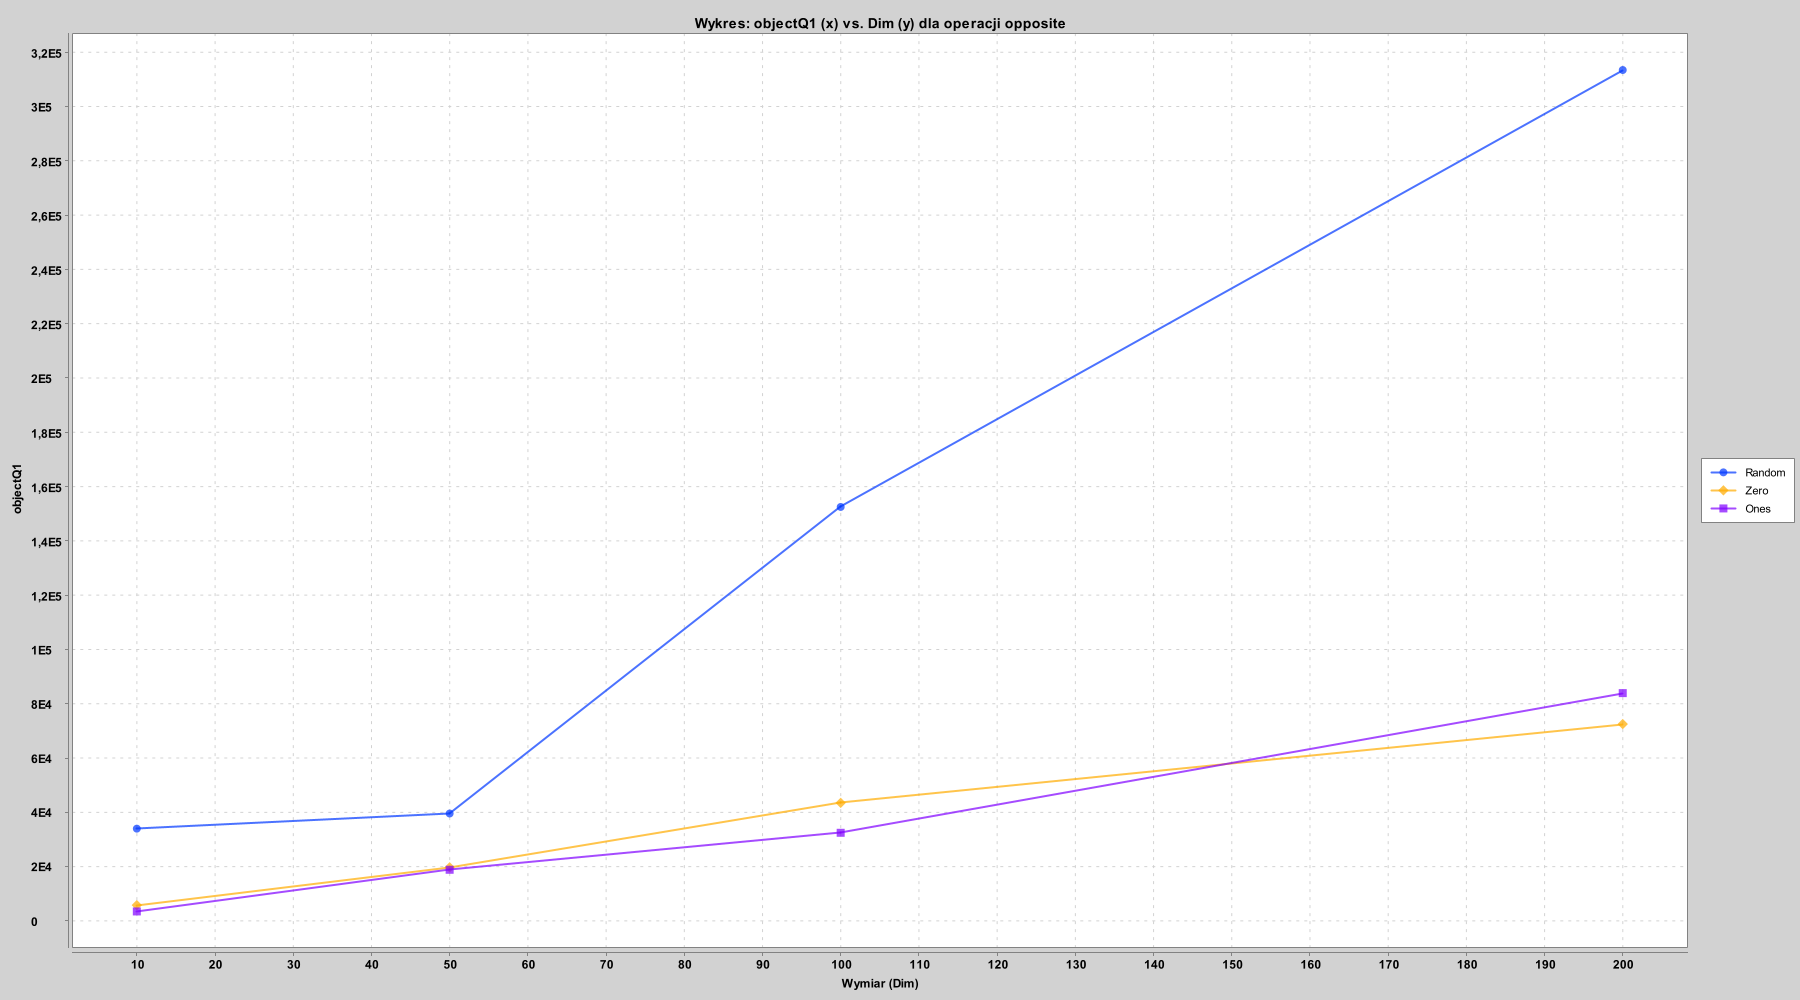 Wykres: objectQ1 (x) vs. Dim (y) dla operacji opposite
3,2E5
3E5
2,8E5
2,6E5
2,4E5
2,2E5
2E5
1,8E5
1,6E5
1,4E5
1,2E5
1E5
8E4
6E4
4E4
2E4
0
objectQ1
10 20 30 40 50 60 70 80 90 100 110 120 130 140 150 160 170 180 190 200
Wymiar (Dim)
Random
Zero
Ones